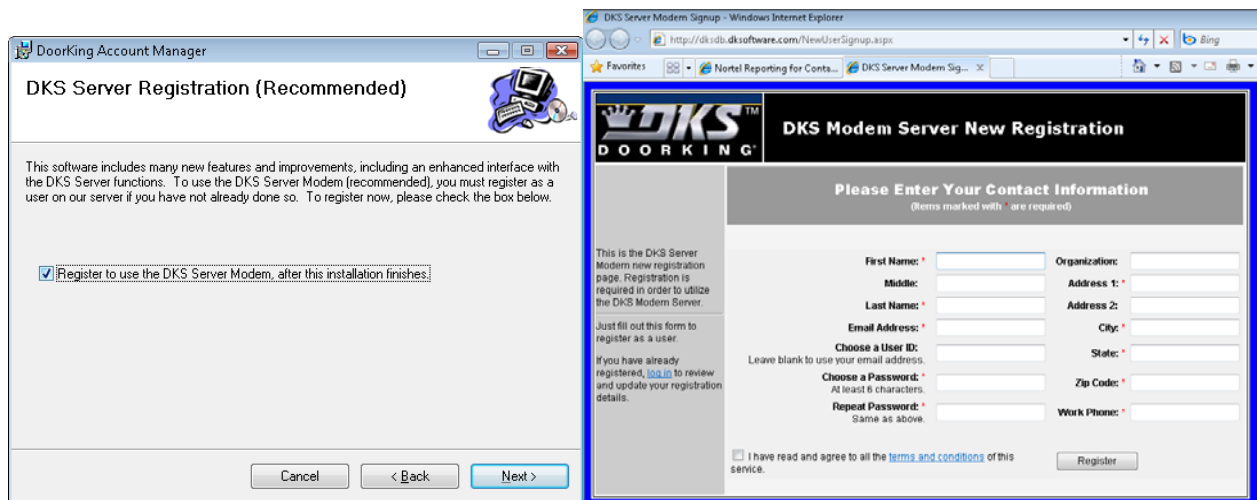 DoorKing Account Manager
DKS Server Registration (Recommended)
This software includes many new features and improvements, including an enhanced interface with
the DKS Server functions. To use the DKS Server Modem (recommended), you must register as a
user on our server if you have not already done so. To register now, please check the box below.
Register to use the DKS Server Modem, after this installation finishes.
Cancel
< Back
Next >
DKS Server Modem Signup - Windows Internet Explorer
http://dksdb.dksoftware.com/NewUserSignup.aspx
Bing
Favorites
Nortel Reporting for Conta...
DKS Server Modem Sig...
DKS™
DOORKING
DKS Modem Server New Registration
Please Enter Your Contact Information
(Items marked with * are required)
This is the DKS Server
Modem new registration
page. Registration is
required in order to utilize
the DKS Modem Server.
Just fill out this form to
register as a user.
If you have already
registered, log in to review
and update your registration
details.
First Name: *
Organization:
Middle:
Address 1: *
Last Name: *
Address 2:
Email Address: *
City: *
Choose a User ID:
Leave blank to use your email address.
State: *
Choose a Password: *
At least 6 characters.
Zip Code: *
Repeat Password: *
Same as above.
Work Phone: *
I have read and agree to all the terms and conditions of this
service.
Register